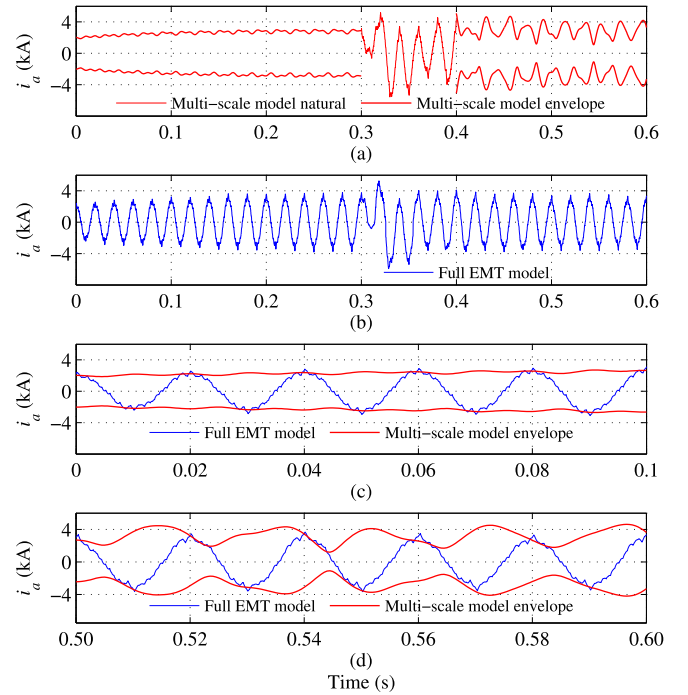 4
0
−4
i_a (kA)
Multi−scale model natural
Multi−scale model envelope
0 0.1 0.2 0.3 0.4 0.5 0.6
(a)
4
0
−4
i_a (kA)
Full EMT model
0 0.1 0.2 0.3 0.4 0.5 0.6
(b)
4
0
−4
i_a (kA)
Full EMT model
Multi−scale model envelope
0 0.02 0.04 0.06 0.08 0.1
(c)
4
0
−4
i_a (kA)
Full EMT model
Multi−scale model envelope
0.50 0.52 0.54 0.56 0.58 0.60
(d)
Time (s)